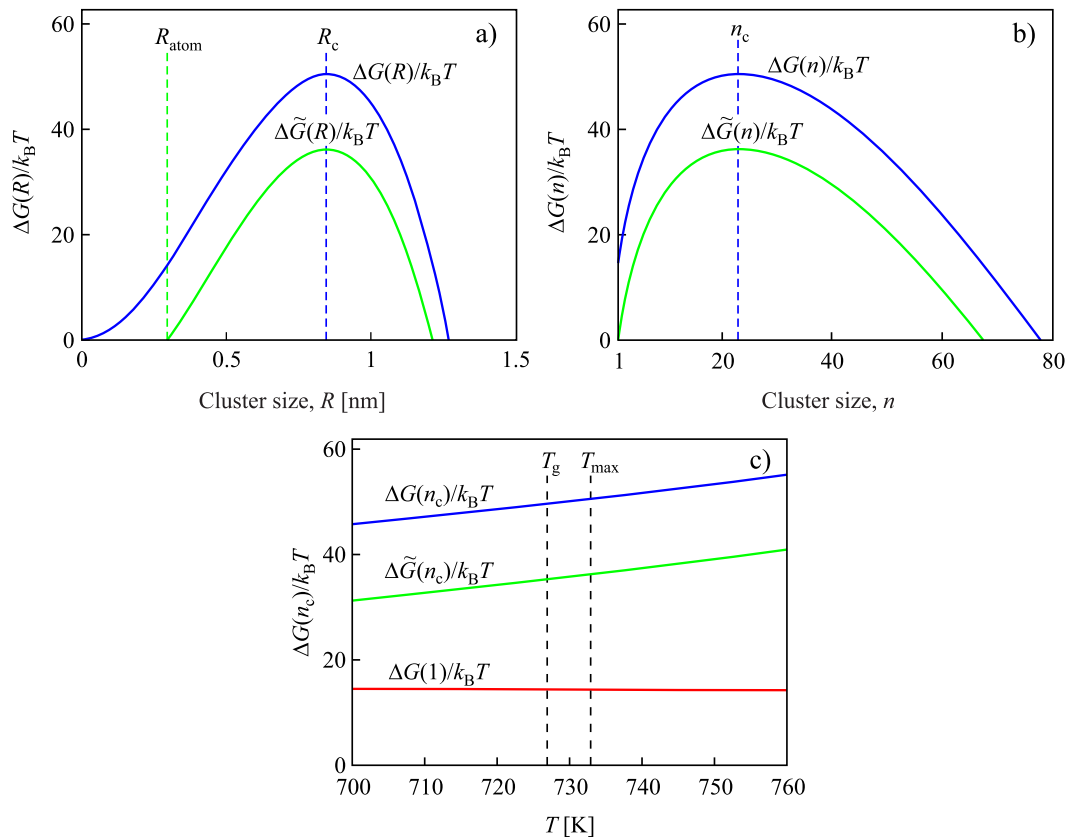 a)
60
40
20
0
ΔG(R)/k_BT
R_atom
R_c
ΔG(R)/k_BT
ΔG̃(R)/k_BT
0 0.5 1 1.5
Cluster size, R [nm]
b)
60
40
20
0
ΔG(n)/k_BT
n_c
ΔG(n)/k_BT
ΔG̃(n)/k_BT
1 20 40 60 80
Cluster size, n
c)
60
40
20
0
ΔG(n_c)/k_BT
T_g
T_max
ΔG(n_c)/k_BT
ΔG̃(n_c)/k_BT
ΔG(1)/k_BT
700 710 720 730 740 750 760
T [K]